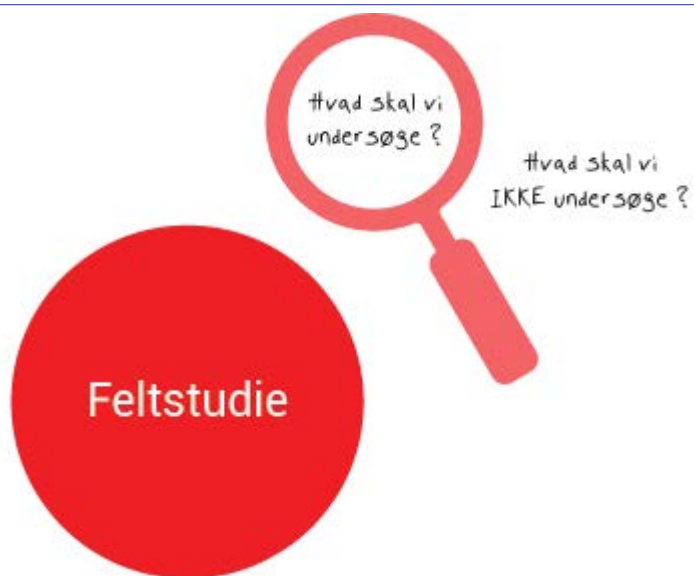 Hvad skal vi
undersøge ?
Hvad skal vi
IKKE undersøge ?
Feltstudie